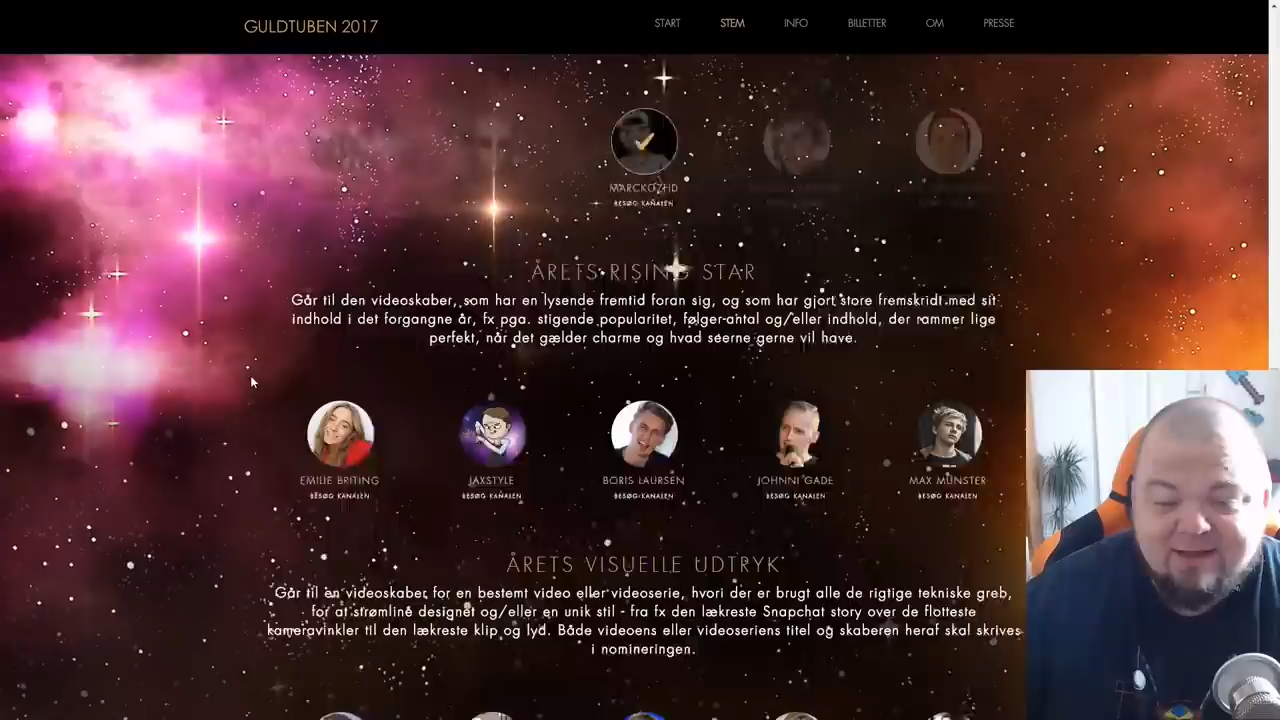 GULDTUBEN 2017
START STEM INFO BILLETTER OM PRESSE
MARCKOZHD
BESØG KANALEN
ÅRETS RISING STAR
Går til den videoskaber, som har en lysende fremtid foran sig, og som har gjort store fremskridt med sit
indhold i det forgangne år, fx pga. stigende popularitet, følger-antal og/eller indhold, der rammer lige
perfekt, når det gælder charme og hvad seerne gerne vil have.
EMILIE BRITING JAXSTYLE BORIS LAURSEN JOHNNI GADE MAX MÜNSTER
BESØG KANALEN BESØG KANALEN BESØG KANALEN BESØG KANALEN BESØG KANALEN
ÅRETS VISUELLE UDTRYK
Går til en videoskaber for en bestemt video eller videoserie, hvori der er brugt alle de rigtige tekniske greb,
for at strømline designet og/eller en unik stil - fra fx den lækreste Snapchat story over de flotteste
kameravinkler til den lækreste klip og lyd. Både videoens eller videoseriens titel og skaberen heraf skal skrives
i nomineringen.